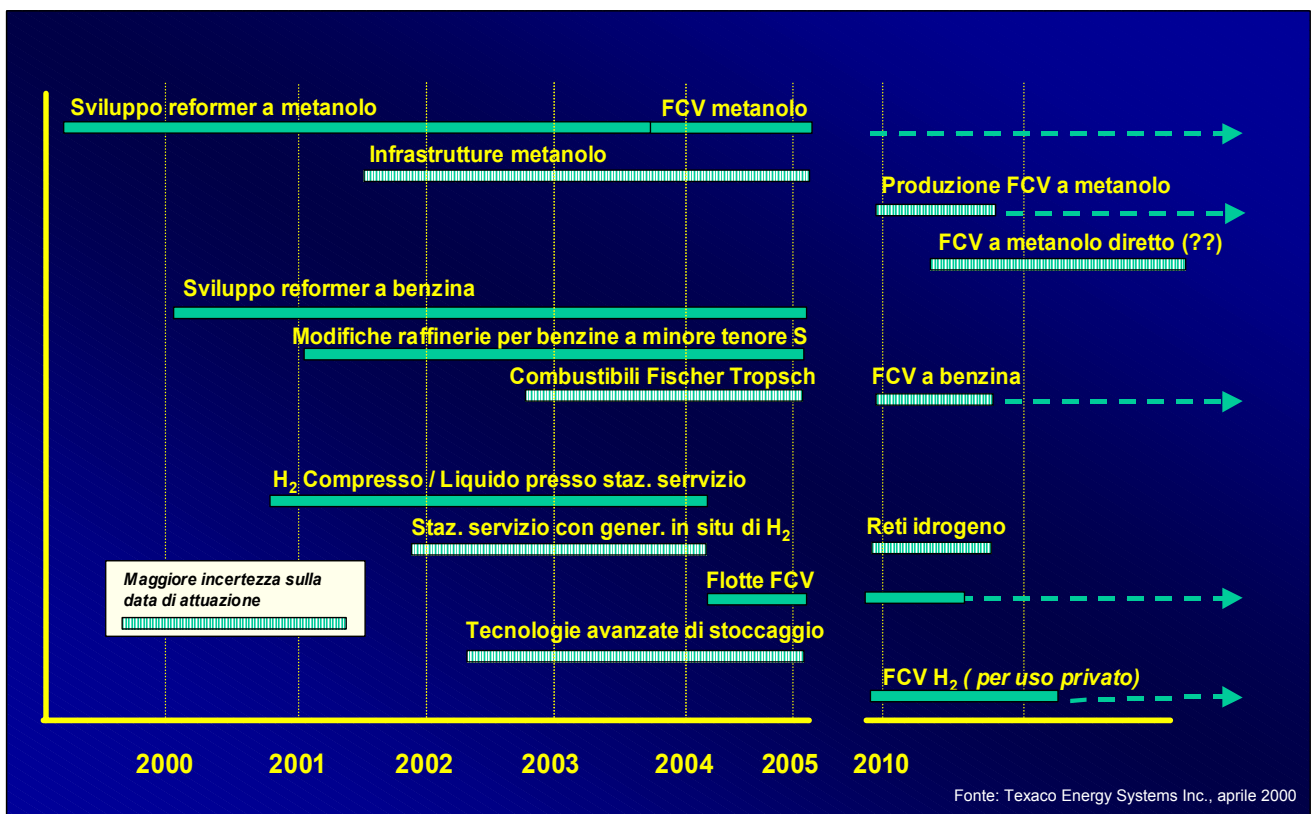 Sviluppo reformer a metanolo
FCV metanolo
Infrastrutture metanolo
Produzione FCV a metanolo
FCV a metanolo diretto (??)
Sviluppo reformer a benzina
Modifiche raffinerie per benzine a minore tenore S
Combustibili Fischer Tropsch
FCV a benzina
H₂ Compresso / Liquido presso staz. serrvizio
Staz. servizio con gener. in situ di H₂
Reti idrogeno
Maggiore incertezza sulla
data di attuazione
Flotte FCV
Tecnologie avanzate di stoccaggio
FCV H₂ ( per uso privato)
2000 2001 2002 2003 2004 2005 2010
Fonte: Texaco Energy Systems Inc., aprile 2000